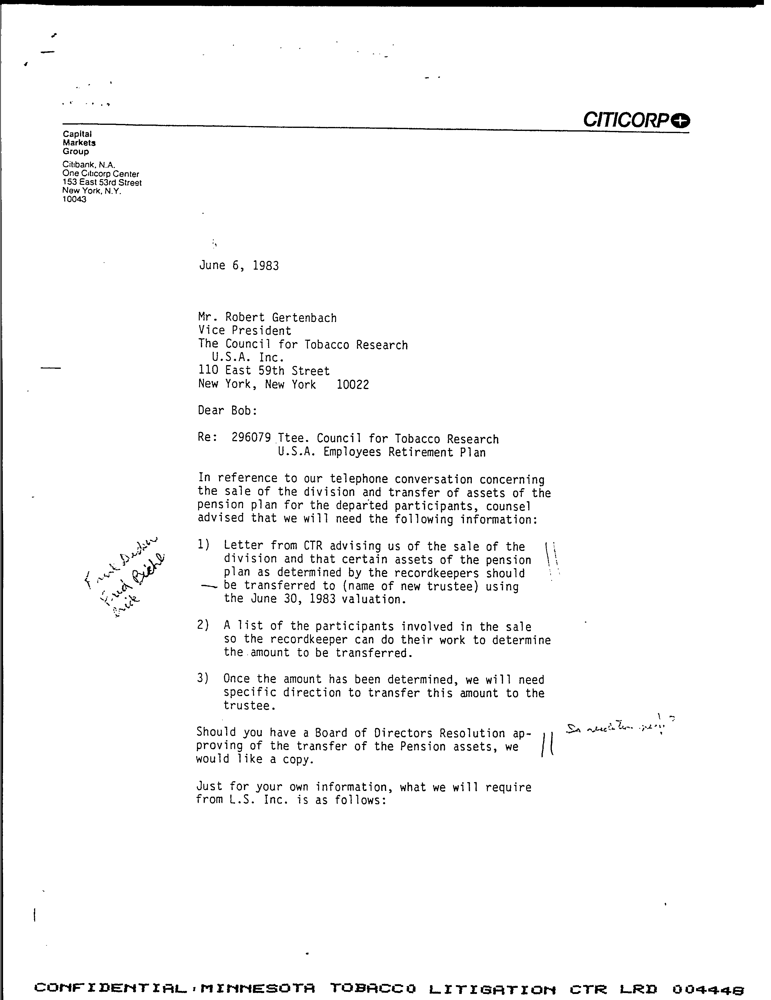 CITICORP
Capital
Markets
Group
Citibank, N.A.
One Citicorp Center
153 East 53rd Street
New York, N.Y.
10043
June 6, 1983
Mr. Robert Gertenbach
Vice President
The Council for Tobacco Research
U.S.A. Inc.
110 East 59th Street
New York, New York 10022
Dear Bob:
Re: 296079 Ttee. Council for Tobacco Research
U.S.A. Employees Retirement Plan
In reference to our telephone conversation concerning
the sale of the division and transfer of assets of the
pension plan for the departed participants, counsel
advised that we will need the following information:
1) Letter from CTR advising us of the sale of the
division and that certain assets of the pension
plan as determined by the recordkeepers should
be transferred to (name of new trustee) using
the June 30, 1983 valuation.
Fred
2) A list of the participants involved in the sale
so the recordkeeper can do their work to determine
the amount to be transferred.
3) Once the amount has been determined, we will need
specific direction to transfer this amount to the
trustee.
Should you have a Board of Directors Resolution ap-
proving of the transfer of the Pension assets, we
would like a copy.
Just for your own information, what we will require
from L.S. Inc. is as follows:
CONFIDENTIAL: MINNESOTA TOBACCO LITIGATION CTR LRD 004448